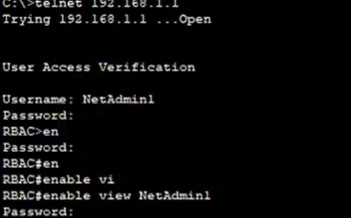 C:\>telnet 192.168.1.1
Trying 192.168.1.1 ...Open
User Access Verification
Username: NetAdmin1
Password:
RBAC>en
Password:
RBAC#en
RBAC#enable vi
RBAC#enable view NetAdmin1
Password: